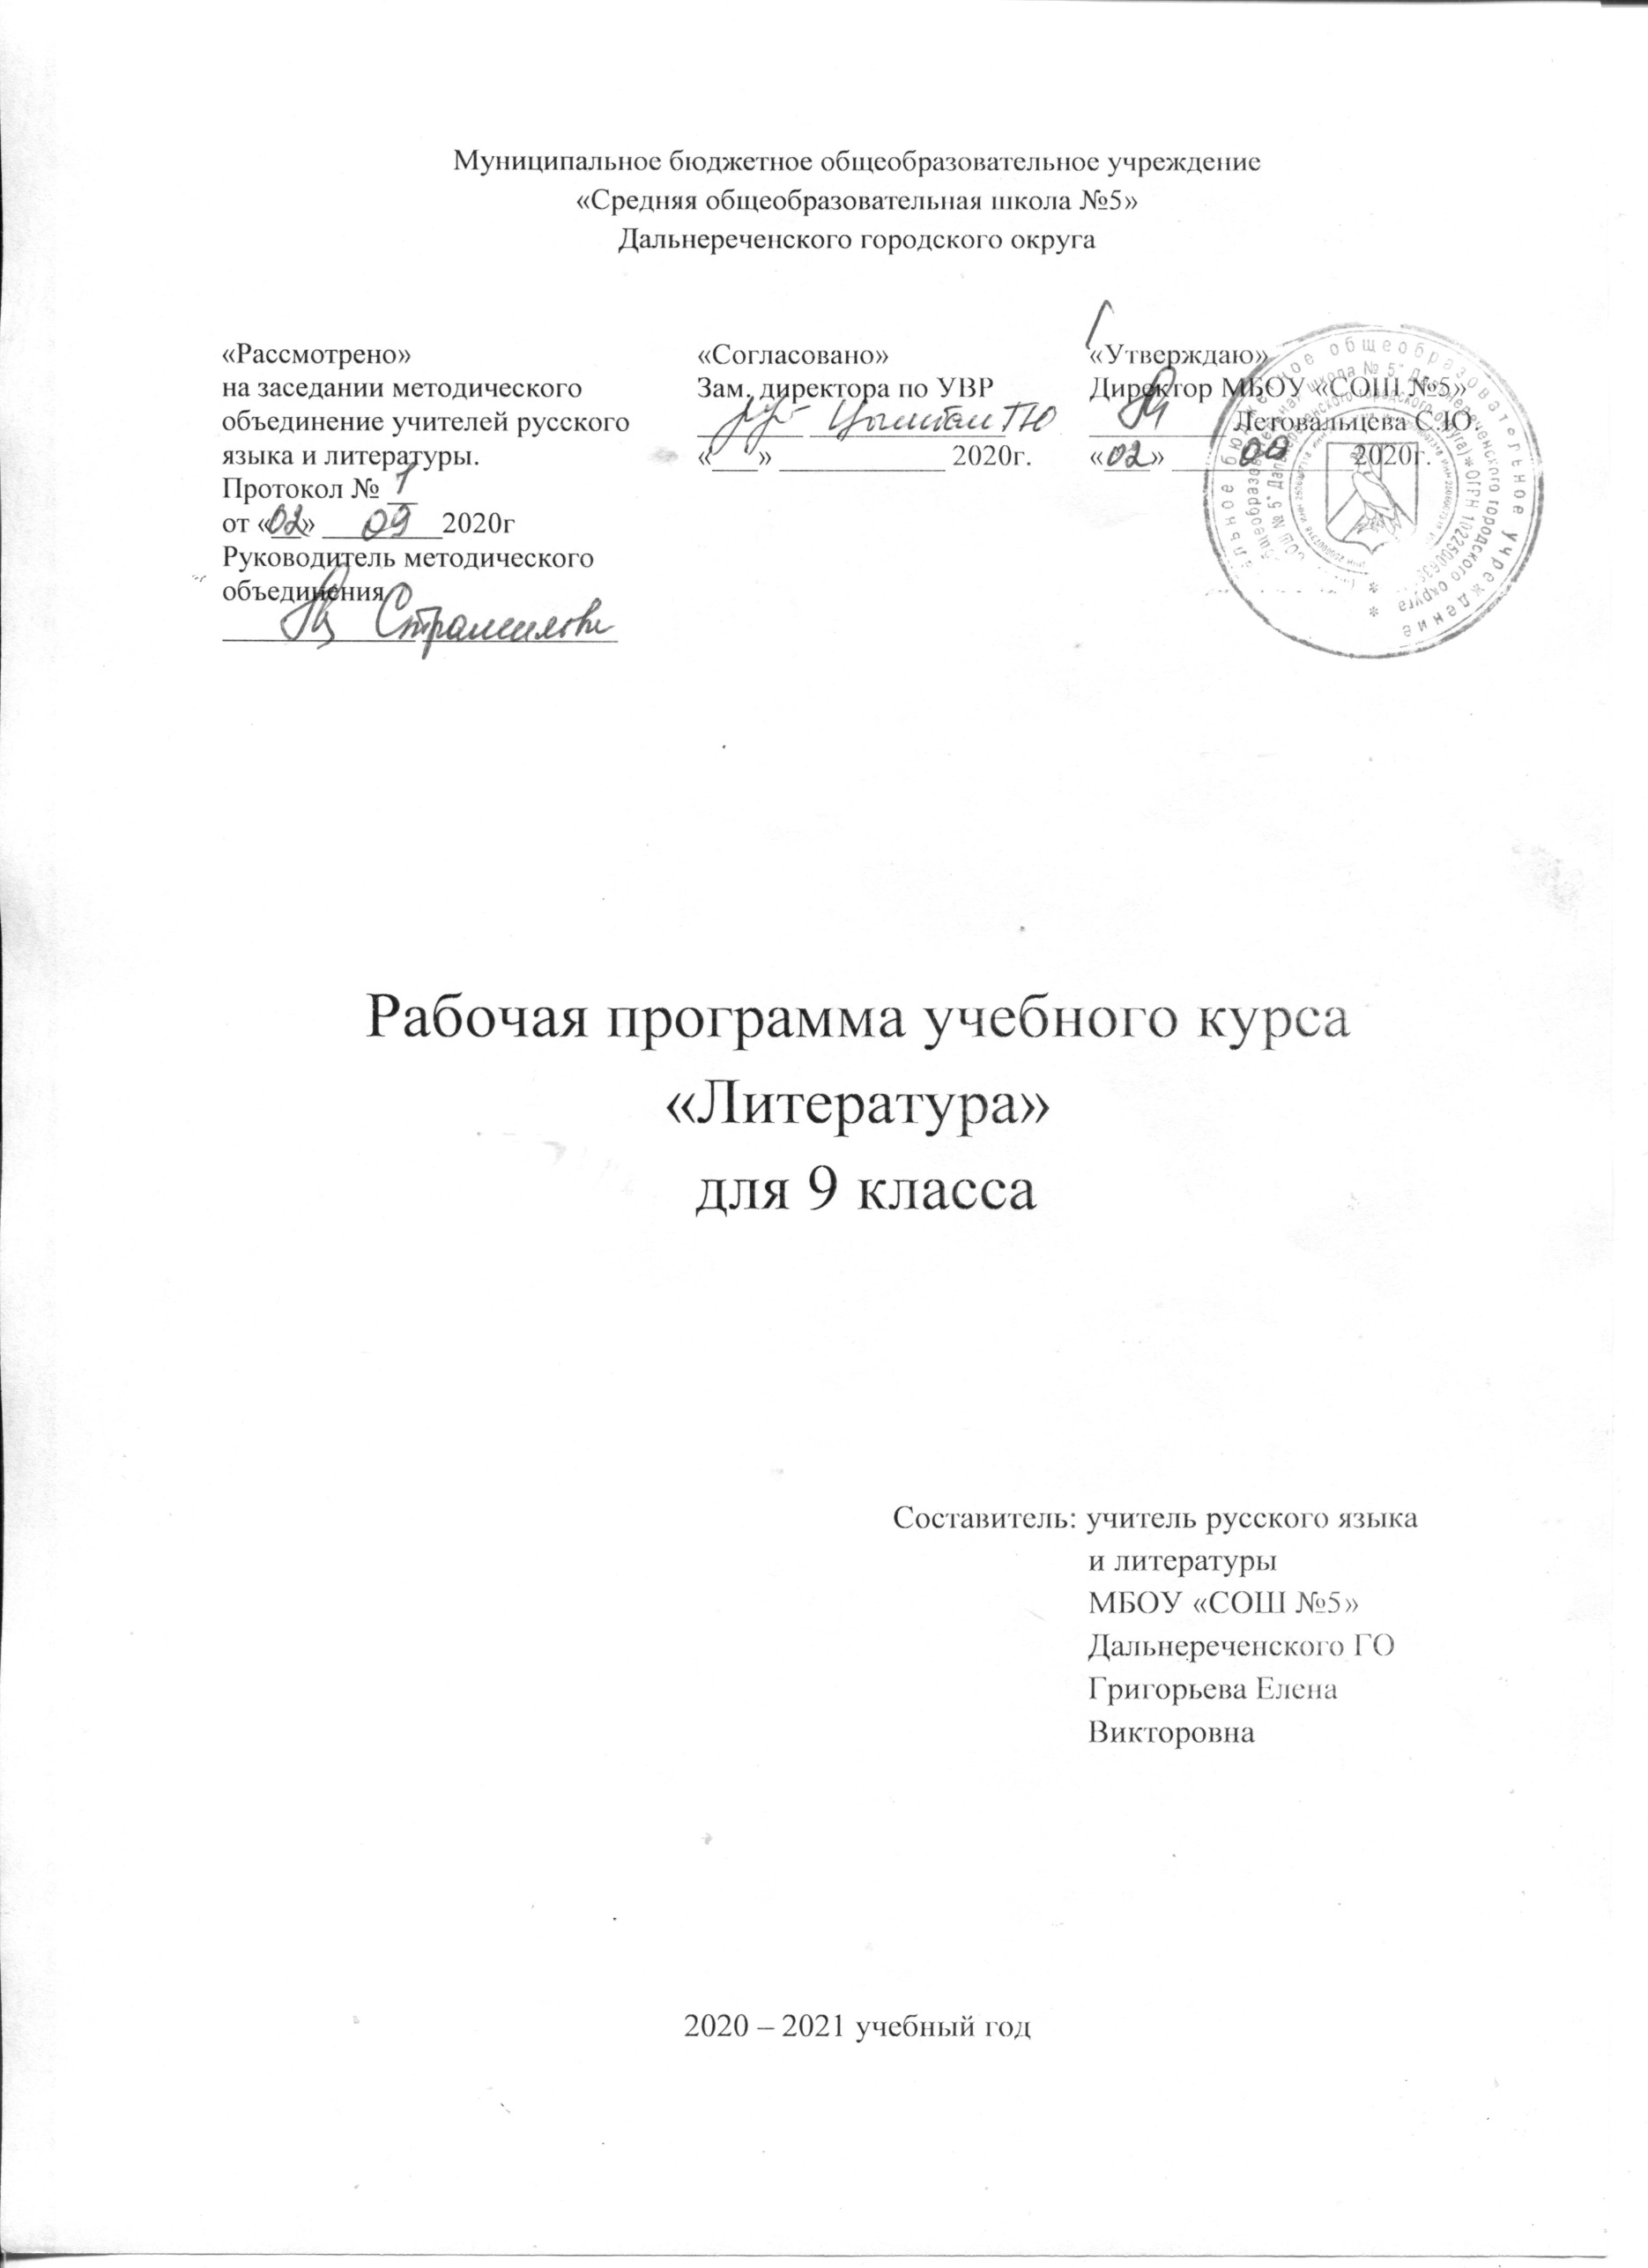 Муниципальное бюджетное общеобразовательное учреждение
«Средняя общеобразовательная школа №5»
Дальнереченского городского округа
«Рассмотрено»
на заседании методического
объединение учителей русского
языка и литературы.
Протокол № 1
от «02» 09 2020г
Руководитель методического
объединения
«Согласовано»
Зам. директора по УВР
«___» ___________ 2020г.
«Утверждаю»
Директор МБОУ «СОШ №5»
Летовальцева С.Ю.
«02» 09 2020г.
Рабочая программа учебного курса
«Литература»
для 9 класса
Составитель: учитель русского языка
и литературы
МБОУ «СОШ №5»
Дальнереченского ГО
Григорьева Елена
Викторовна
2020 – 2021 учебный год